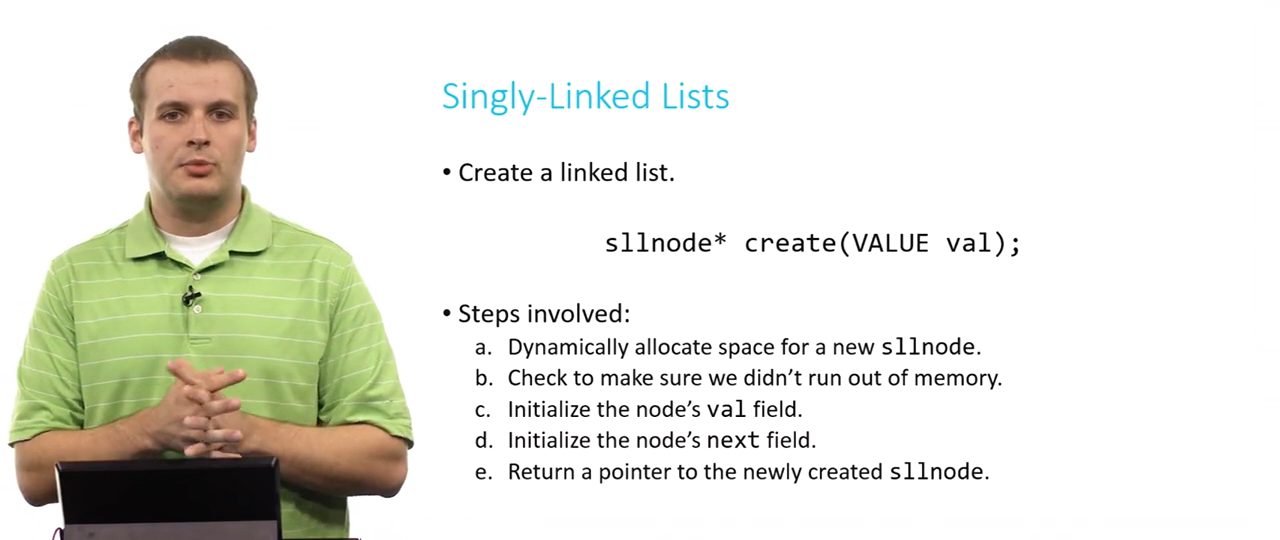 Singly-Linked Lists
• Create a linked list.
sllnode* create(VALUE val);
• Steps involved:
a. Dynamically allocate space for a new sllnode.
b. Check to make sure we didn’t run out of memory.
c. Initialize the node’s val field.
d. Initialize the node’s next field.
e. Return a pointer to the newly created sllnode.